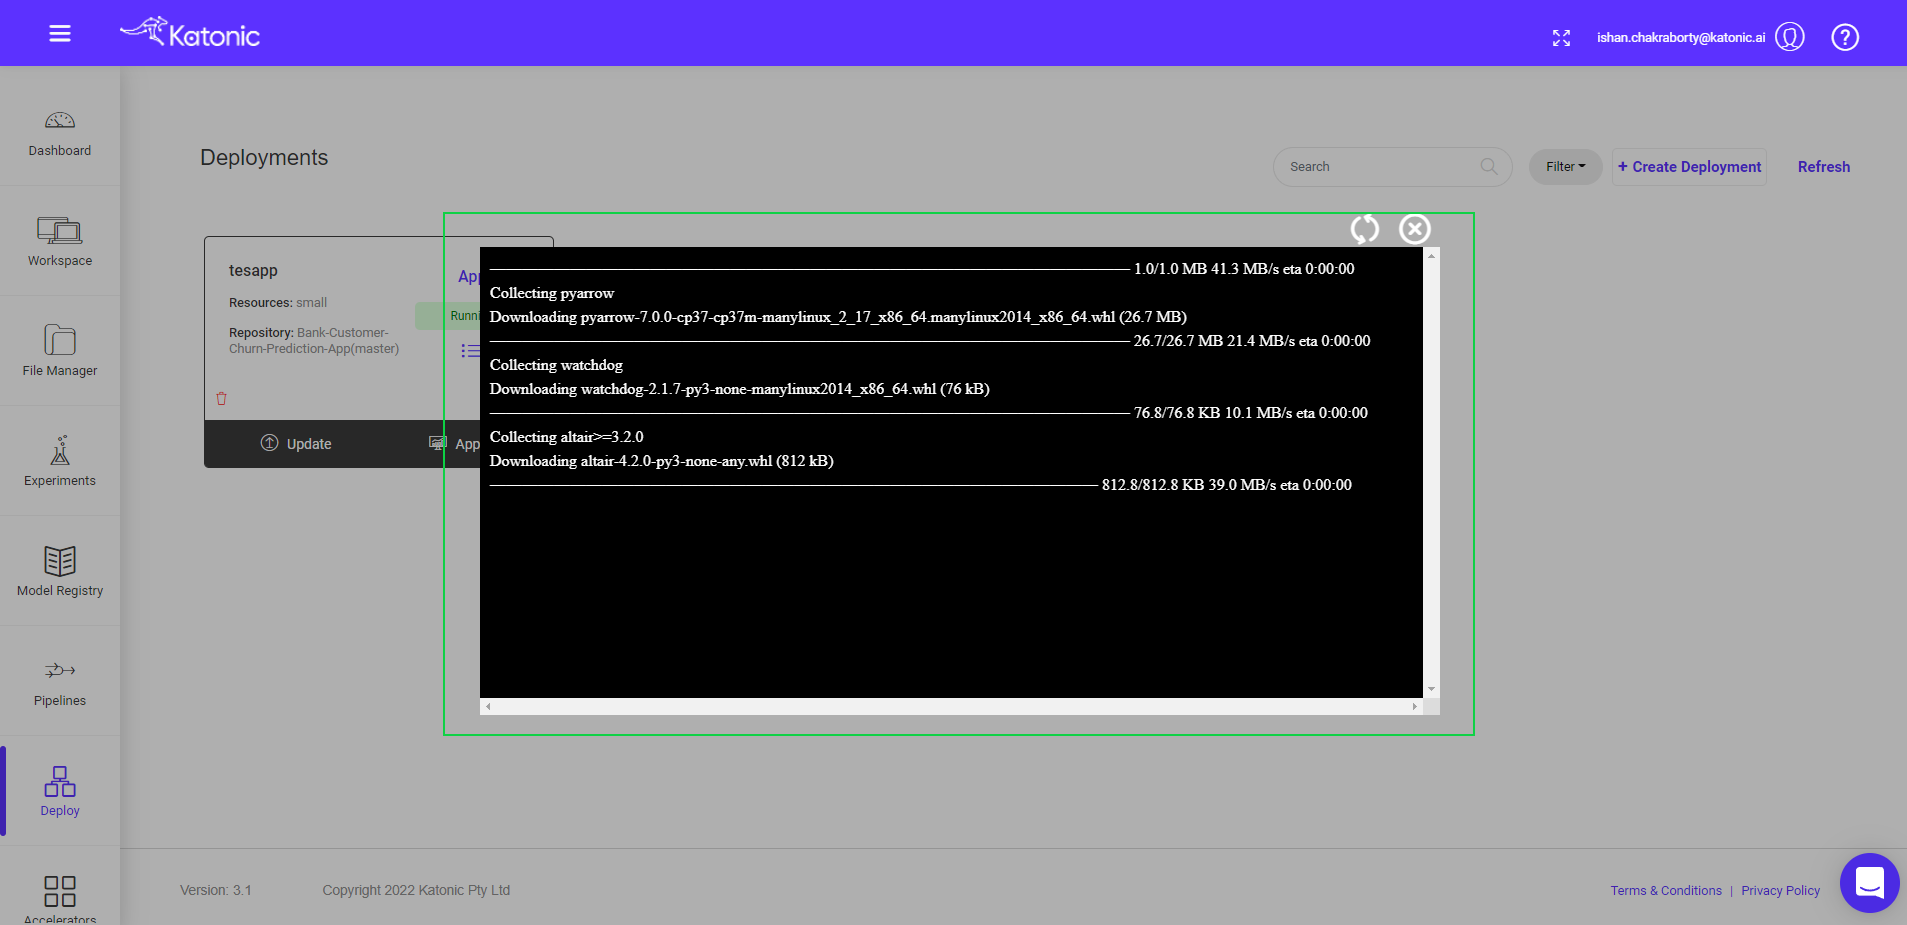 Katonic
ishan.chakraborty@katonic.ai
?
Dashboard
Workspace
File Manager
Experiments
Model Registry
Pipelines
Deploy
Accelerators
Deployments
Search
Filter
+ Create Deployment
Refresh
tesapp
Resources: small
Repository: Bank-Customer-
Churn-Prediction-App(master)
App
Runni
Update
App
1.0/1.0 MB 41.3 MB/s eta 0:00:00
Collecting pyarrow
Downloading pyarrow-7.0.0-cp37-cp37m-manylinux_2_17_x86_64.manylinux2014_x86_64.whl (26.7 MB)
26.7/26.7 MB 21.4 MB/s eta 0:00:00
Collecting watchdog
Downloading watchdog-2.1.7-py3-none-manylinux2014_x86_64.whl (76 kB)
76.8/76.8 KB 10.1 MB/s eta 0:00:00
Collecting altair>=3.2.0
Downloading altair-4.2.0-py3-none-any.whl (812 kB)
812.8/812.8 KB 39.0 MB/s eta 0:00:00
Version: 3.1
Copyright 2022 Katonic Pty Ltd
Terms & Conditions | Privacy Policy